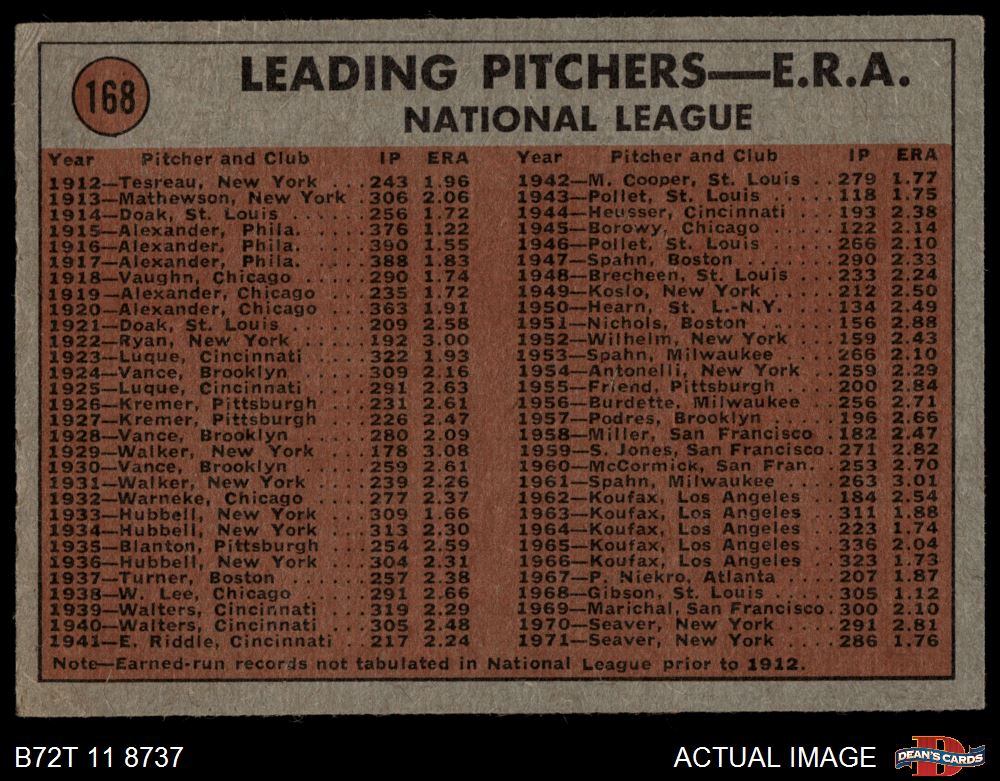 168
LEADING PITCHERS—E.R.A.
NATIONAL LEAGUE
Year Pitcher and Club IP ERA
1912—Tesreau, New York ...243 1.96
1913—Mathewson, New York .306 2.06
1914—Doak, St. Louis ......256 1.72
1915—Alexander, Phila. .....376 1.22
1916—Alexander, Phila. .....390 1.55
1917—Alexander, Phila. .....388 1.83
1918—Vaughn, Chicago .....290 1.74
1919—Alexander, Chicago ...235 1.72
1920—Alexander, Chicago ...363 1.91
1921—Doak, St. Louis ......209 2.58
1922—Ryan, New York .....192 3.00
1923—Luque, Cincinnati ....322 1.93
1924—Vance, Brooklyn .....309 2.16
1925—Luque, Cincinnati ....291 2.63
1926—Kremer, Pittsburgh ...231 2.61
1927—Kremer, Pittsburgh ...226 2.47
1928—Vance, Brooklyn .....280 2.09
1929—Walker, New York ....178 3.08
1930—Vance, Brooklyn .....259 2.61
1931—Walker, New York ....239 2.26
1932—Warneke, Chicago ....277 2.37
1933—Hubbell, New York ...309 1.66
1934—Hubbell, New York ...313 2.30
1935—Blanton, Pittsburgh ...254 2.59
1936—Hubbell, New York ...304 2.31
1937—Turner, Boston ......257 2.38
1938—W. Lee, Chicago .....291 2.66
1939—Walters, Cincinnati ...319 2.29
1940—Walters, Cincinnati ...305 2.48
1941—E. Riddle, Cincinnati ..217 2.24
Year Pitcher and Club IP ERA
1942—M. Cooper, St. Louis ..279 1.77
1943—Pollet, St. Louis .....118 1.75
1944—Heusser, Cincinnati ...193 2.38
1945—Borowy, Chicago .....122 2.14
1946—Pollet, St. Louis .....266 2.10
1947—Spahn, Boston .......290 2.33
1948—Brecheen, St. Louis ...233 2.24
1949—Koslo, New York .....212 2.50
1950—Hearn, St. L.-N.Y. ....134 2.49
1951—Nichols, Boston ......156 2.88
1952—Wilhelm, New York ...159 2.43
1953—Spahn, Milwaukee ....266 2.10
1954—Antonelli, New York ..259 2.29
1955—Friend, Pittsburgh ....200 2.84
1956—Burdette, Milwaukee ..256 2.71
1957—Podres, Brooklyn .....196 2.66
1958—Miller, San Francisco .182 2.47
1959—S. Jones, San Francisco.271 2.82
1960—McCormick, San Fran. .253 2.70
1961—Spahn, Milwaukee ....263 3.01
1962—Koufax, Los Angeles ..184 2.54
1963—Koufax, Los Angeles ..311 1.88
1964—Koufax, Los Angeles ..223 1.74
1965—Koufax, Los Angeles ..336 2.04
1966—Koufax, Los Angeles ..323 1.73
1967—P. Niekro, Atlanta ....207 1.87
1968—Gibson, St. Louis .....305 1.12
1969—Marichal, San Francisco.300 2.10
1970—Seaver, New York ....291 2.81
1971—Seaver, New York ....286 1.76
Note—Earned-run records not tabulated in National League prior to 1912.
B72T 11 8737
ACTUAL IMAGE
D
DEAN'S CARDS